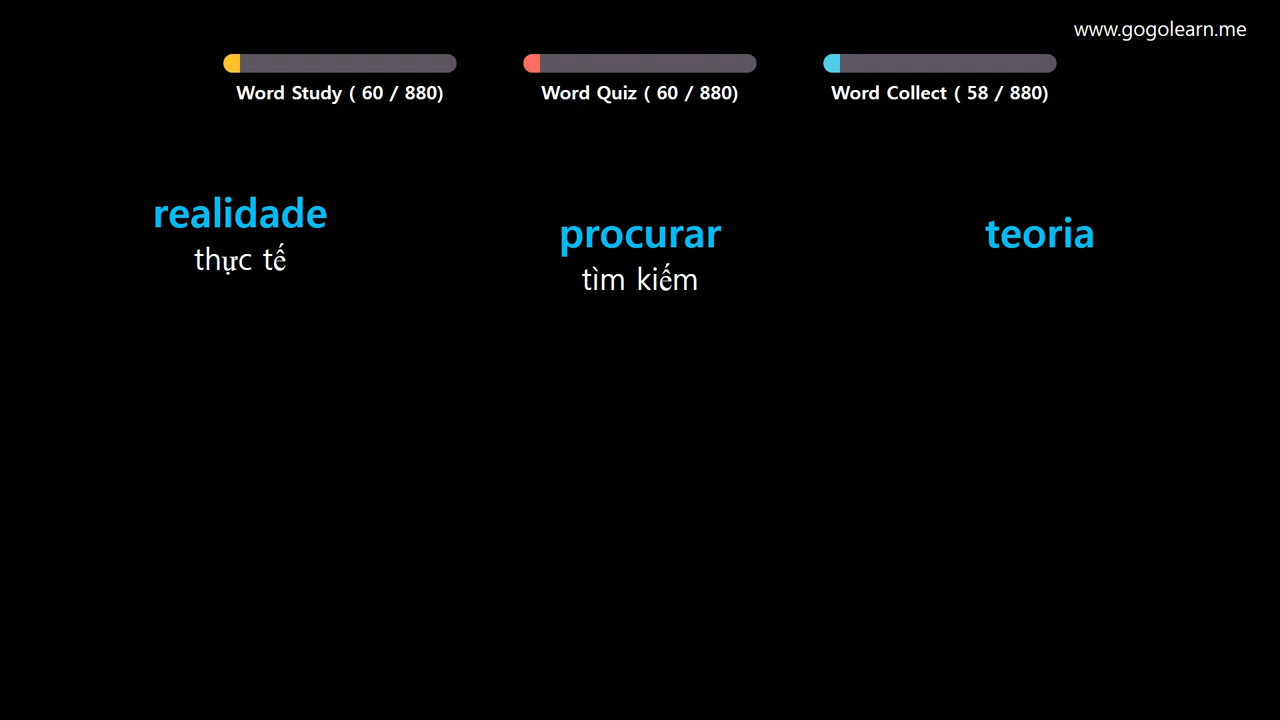 www.gogolearn.me
Word Study ( 60 / 880)
Word Quiz ( 60 / 880)
Word Collect ( 58 / 880)
realidade
thực tế
procurar
tìm kiếm
teoria